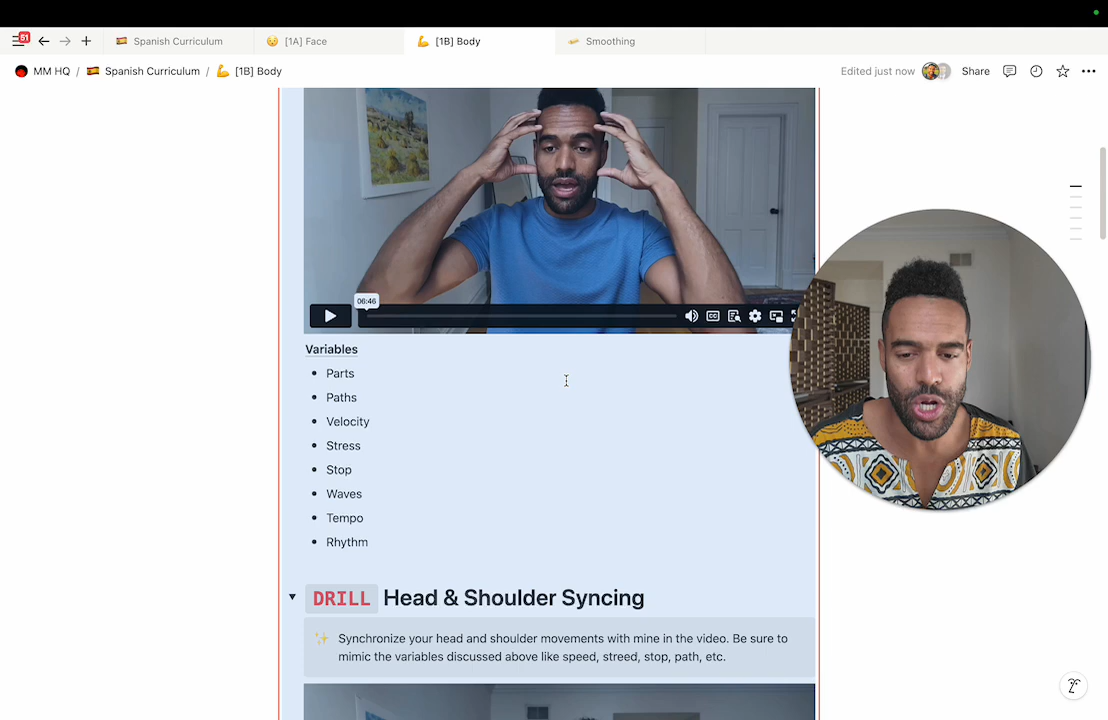 51
Spanish Curriculum
[1A] Face
[1B] Body
Smoothing
MM HQ / Spanish Curriculum / [1B] Body
Edited just now
Share
06:46
CC
Variables
Parts
Paths
Velocity
Stress
Stop
Waves
Tempo
Rhythm
DRILL Head & Shoulder Syncing
Synchronize your head and shoulder movements with mine in the video. Be sure to
mimic the variables discussed above like speed, streed, stop, path, etc.